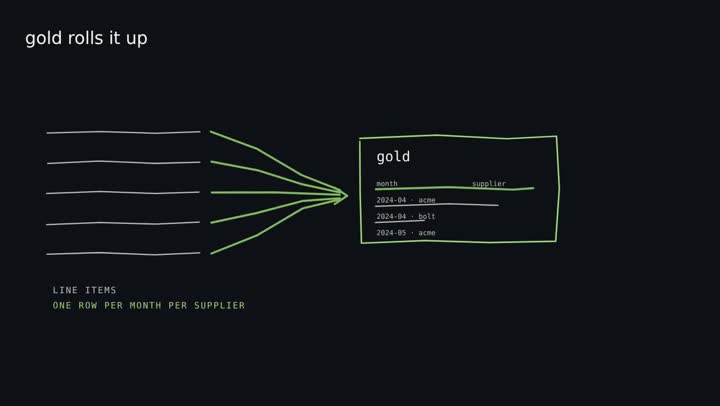 gold rolls it up
gold
month supplier
2024-04 · acme
2024-04 · bolt
2024-05 · acme
LINE ITEMS
ONE ROW PER MONTH PER SUPPLIER